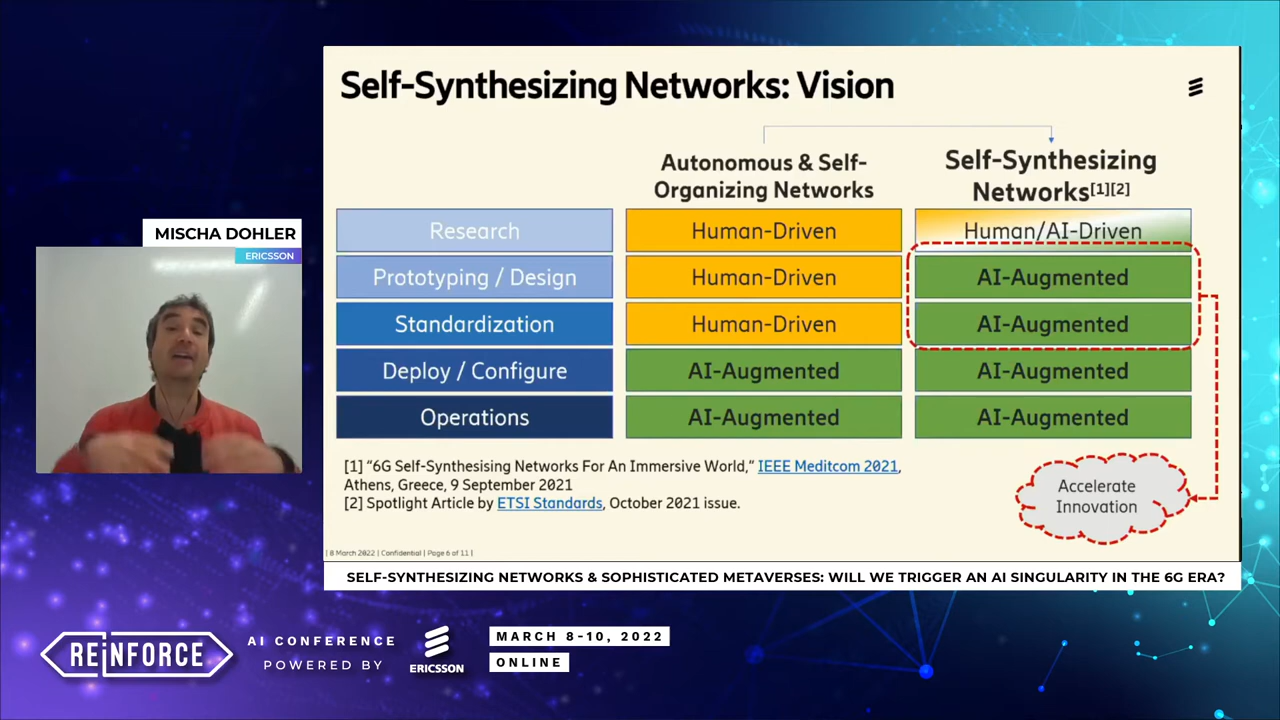 Self-Synthesizing Networks: Vision
Autonomous & Self-
Organizing Networks
Self-Synthesizing
Networks[1][2]
Research
Human-Driven
Human/AI-Driven
Prototyping / Design
Human-Driven
AI-Augmented
Standardization
Human-Driven
AI-Augmented
Deploy / Configure
AI-Augmented
AI-Augmented
Operations
AI-Augmented
AI-Augmented
[1] “6G Self-Synthesising Networks For An Immersive World,” IEEE Meditcom 2021,
Athens, Greece, 9 September 2021
[2] Spotlight Article by ETSI Standards, October 2021 issue.
Accelerate
Innovation
| 8 March 2022 | Confidential | Page 6 of 11 |
MISCHA DOHLER
ERICSSON
SELF-SYNTHESIZING NETWORKS & SOPHISTICATED METAVERSES: WILL WE TRIGGER AN AI SINGULARITY IN THE 6G ERA?
REINFORCE
AI CONFERENCE
POWERED BY
ERICSSON
MARCH 8-10, 2022
ONLINE